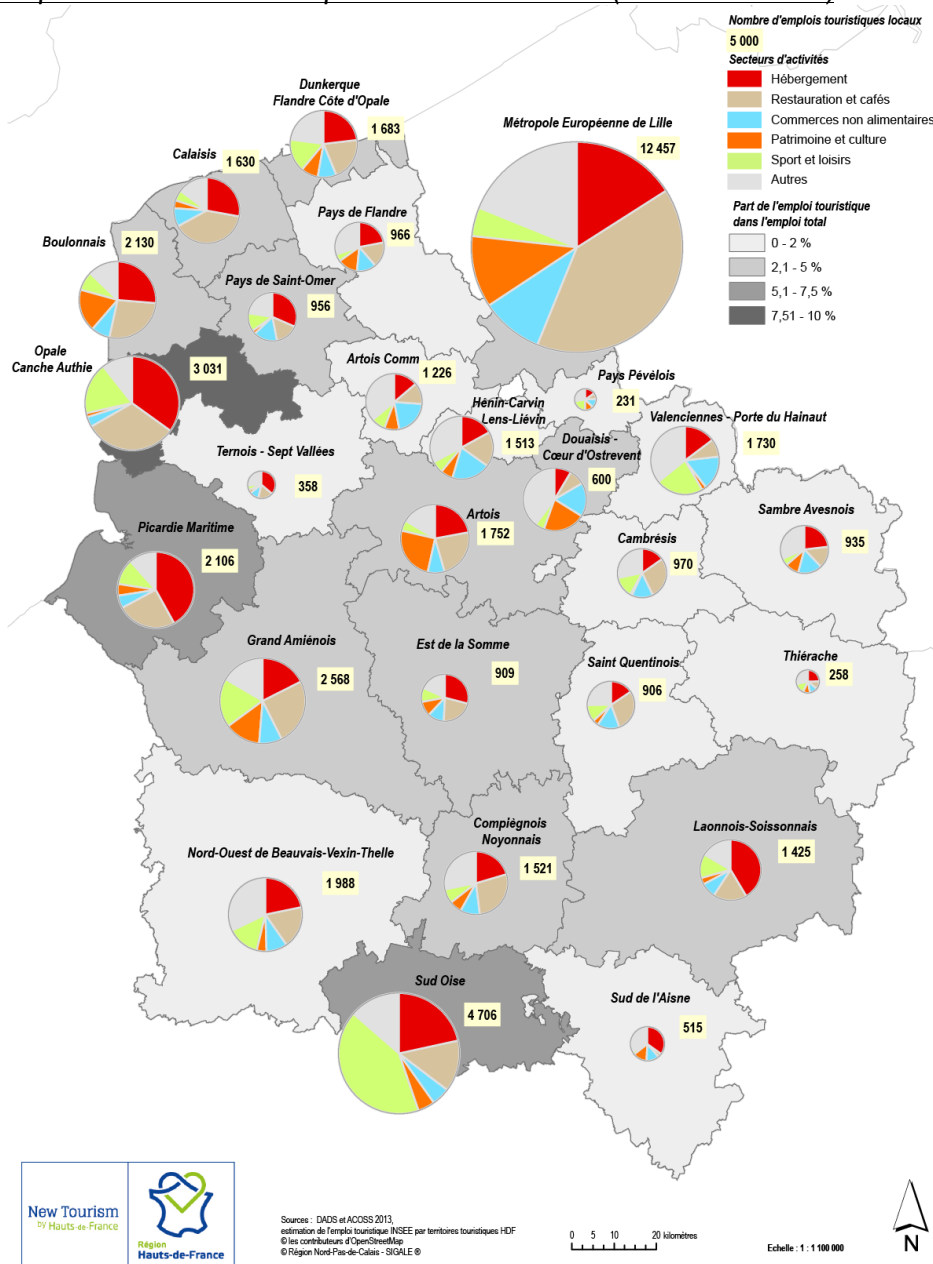 Nombre d'emplois touristiques locaux
5 000
Secteurs d'activités
Hébergement
Restauration et cafés
Commerces non alimentaires
Patrimoine et culture
Sport et loisirs
Autres
Part de l'emploi touristique
dans l'emploi total
0 - 2 %
2,1 - 5 %
5,1 - 7,5 %
7,51 - 10 %
Dunkerque
Flandre Côte d'Opale
1 683
Métropole Européenne de Lille
12 457
Calaisis
1 630
Pays de Flandre
966
Boulonnais
2 130
Pays de Saint-Omer
956
Opale
Canche Authie
3 031
Artois Comm
1 226
Pays Pévèlois
231
Hénin-Carvin
Lens-Liévin
1 513
Valenciennes - Porte du Hainaut
1 730
Douaisis -
Cœur d'Ostrevent
600
Ternois - Sept Vallées
358
Artois
1 752
Sambre Avesnois
935
Picardie Maritime
2 106
Cambrésis
970
Grand Amiénois
2 568
Est de la Somme
909
Saint Quentinois
906
Thiérache
258
Compiègnois
Noyonnais
1 521
Laonnois-Soissonnais
1 425
Nord-Ouest de Beauvais-Vexin-Thelle
1 988
Sud Oise
4 706
Sud de l'Aisne
515
New Tourism
by Hauts-de-France
Région
Hauts-de-France
Sources : DADS et ACOSS 2013,
estimation de l'emploi touristique INSEE par territoires touristiques HDF
© les contributeurs d'OpenStreetMap
© Région Nord-Pas-de-Calais - SIGALE ®
0 5 10 20 kilomètres
Echelle : 1 : 1 100 000
N